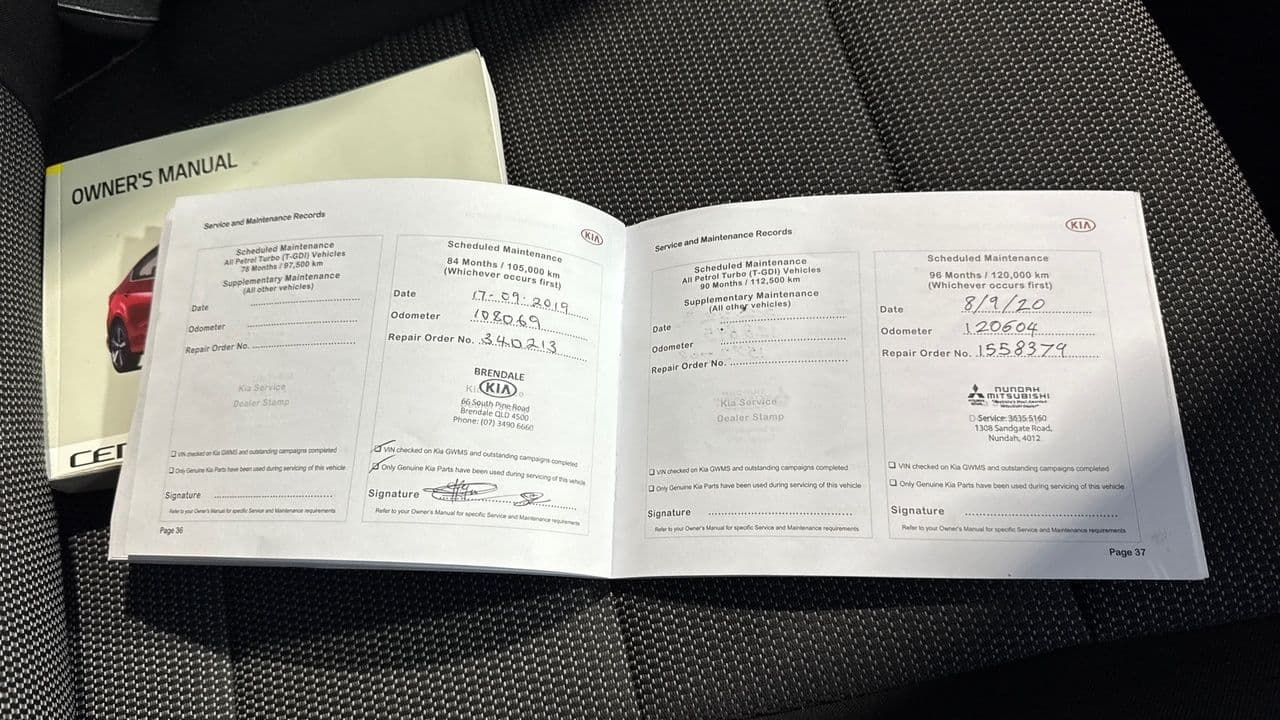 OWNER'S MANUAL
CE
Service and Maintenance Records
Scheduled Maintenance
All Petrol Turbo (T-GDI) Vehicles
78 Months / 97,500 km
Supplementary Maintenance
(All other vehicles)
Date
Odometer
Repair Order No.
Kia Service
Dealer Stamp
❑ VIN checked on Kia GWMS and outstanding campaigns completed
❑ Only Genuine Kia Parts have been used during servicing of this vehicle
Signature
Refer to your Owner's Manual for specific Service and Maintenance requirements
Page 36
KIA
Scheduled Maintenance
84 Months / 105,000 km
(Whichever occurs first)
Date 17-09-2019
Odometer 108069
Repair Order No. 340213
BRENDALE
KIA
66 South Pine Road
Brendale QLD 4500
Phone: (07) 3490 6660
VIN checked on Kia GWMS and outstanding campaigns completed
Only Genuine Kia Parts have been used during servicing of this vehicle
Signature
Refer to your Owner's Manual for specific Service and Maintenance requirements
Service and Maintenance Records
Scheduled Maintenance
All Petrol Turbo (T-GDI) Vehicles
90 Months / 112,500 km
Supplementary Maintenance
(All other vehicles)
Date
Odometer
Repair Order No.
Kia Service
Dealer Stamp
❑ VIN checked on Kia GWMS and outstanding campaigns completed
❑ Only Genuine Kia Parts have been used during servicing of this vehicle
Signature
Refer to your Owner's Manual for specific Service and Maintenance requirements
KIA
Scheduled Maintenance
96 Months / 120,000 km
(Whichever occurs first)
Date 8/9/20
Odometer 120604
Repair Order No. 1558379
NUNDAH
MITSUBISHI
Service: 3635 5160
1308 Sandgate Road,
Nundah, 4012
❑ VIN checked on Kia GWMS and outstanding campaigns completed
❑ Only Genuine Kia Parts have been used during servicing of this vehicle
Signature
Refer to your Owner's Manual for specific Service and Maintenance requirements
Page 37